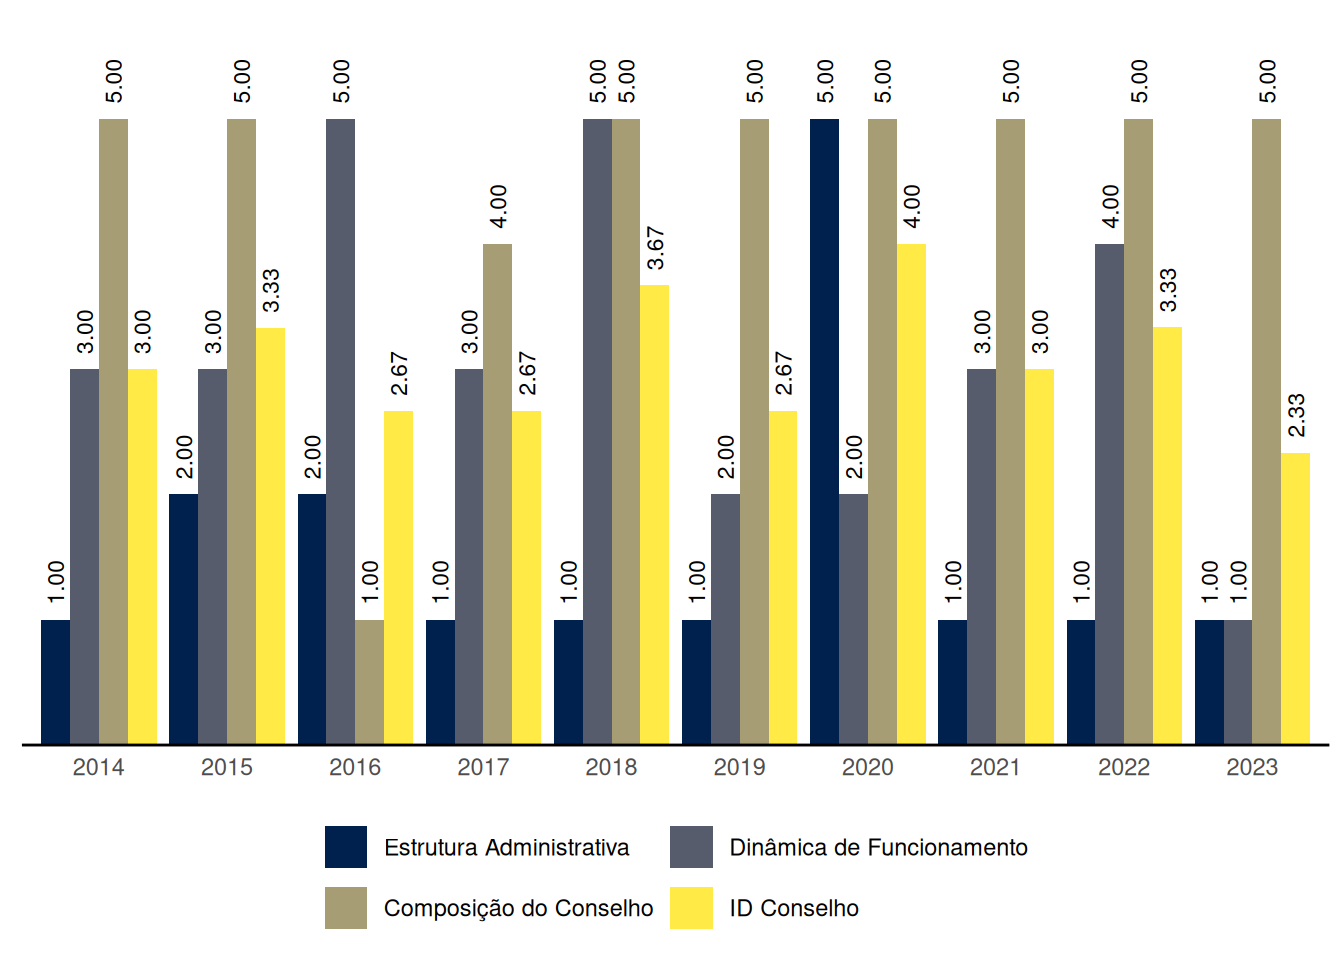 1.00 3.00 5.00 3.00 2.00 3.00 5.00 3.33 2.00 5.00 1.00 2.67 1.00 3.00 4.00 2.67 1.00 5.00 5.00 3.67 1.00 2.00 5.00 2.67 5.00 2.00 5.00 4.00 1.00 3.00 5.00 3.00 1.00 4.00 5.00 3.33 1.00 1.00 5.00 2.33
2014 2015 2016 2017 2018 2019 2020 2021 2022 2023
Estrutura Administrativa Dinâmica de Funcionamento
Composição do Conselho ID Conselho